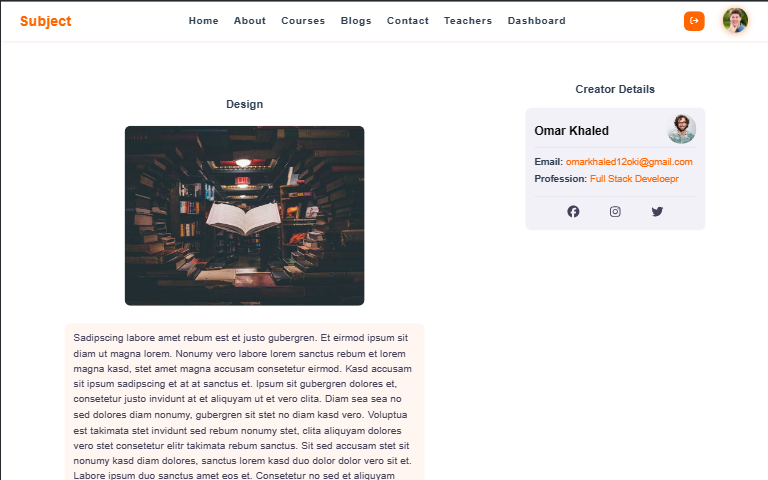 Subject
Home About Courses Blogs Contact Teachers Dashboard
Design
Sadipscing labore amet rebum est et justo gubergren. Et eirmod ipsum sit
diam ut magna lorem. Nonumy vero labore lorem sanctus rebum et lorem
magna kasd, stet amet magna accusam consetetur eirmod. Kasd accusam
sit ipsum sadipscing et at at sanctus et. Ipsum sit gubergren dolores et,
consetetur justo invidunt at et aliquyam ut et vero clita. Diam sea sea no
sed dolores diam nonumy, gubergren sit stet no diam kasd vero. Voluptua
est takimata stet invidunt sed rebum nonumy stet, clita aliquyam dolores
vero stet consetetur elitr takimata rebum sanctus. Sit sed accusam stet sit
nonumy kasd diam dolores, sanctus lorem kasd duo dolor dolor vero sit et.
Labore ipsum duo sanctus amet eos et. Consetetur no sed et aliquyam
Creator Details
Omar Khaled
Email: omarkhaled12oki@gmail.com
Profession: Full Stack Develoepr